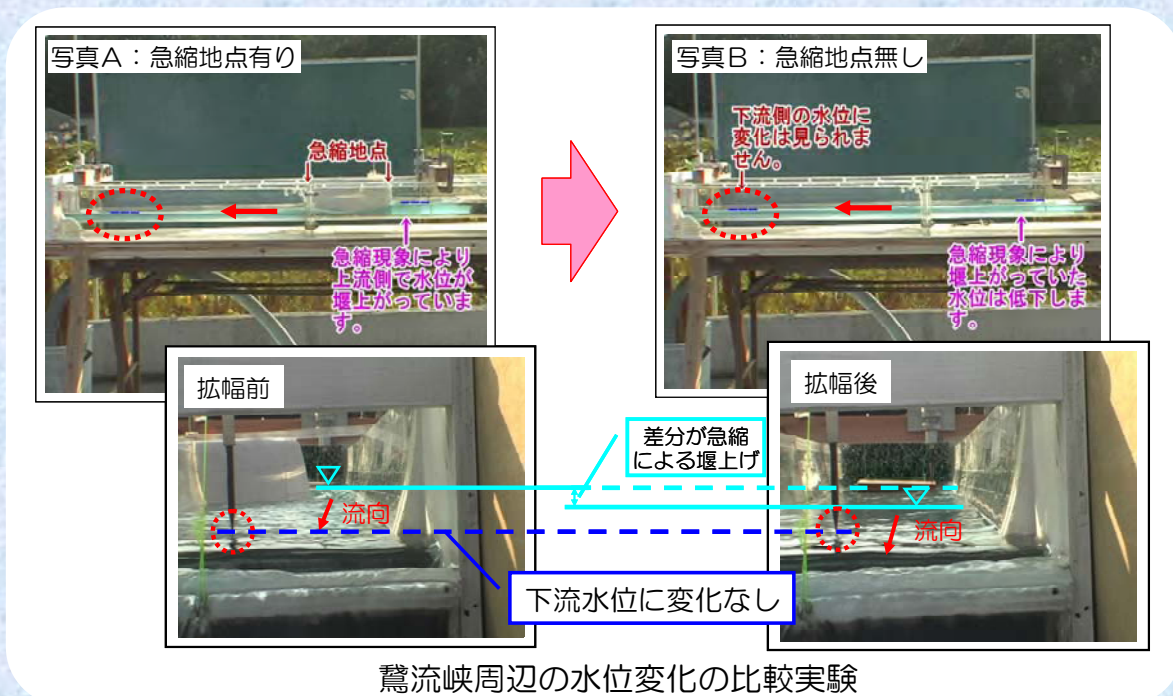 写真A：急縮地点有り
急縮地点
急縮現象により
上流側で水位が
堰上がっていま
す。
写真B：急縮地点無し
下流側の水位に
変化は見られま
せん。
急縮現象により
堰上がっていた
水位は低下しま
す。
拡幅前
流向
差分が急縮
による堰上げ
拡幅後
流向
下流水位に変化なし
鵞流峡周辺の水位変化の比較実験